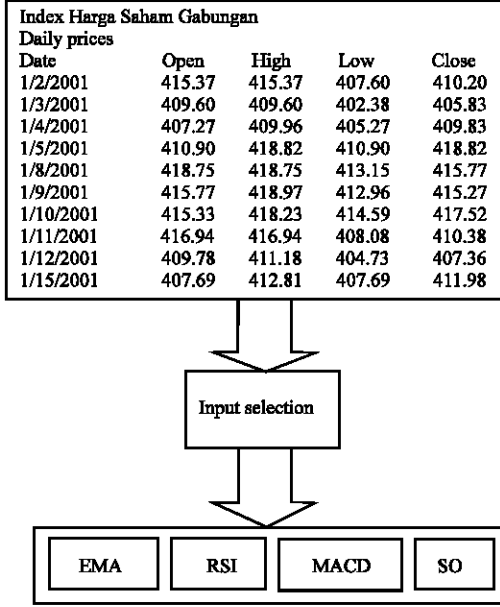 Index Harga Saham Gabungan
Daily prices
Date Open High Low Close
1/2/2001 415.37 415.37 407.60 410.20
1/3/2001 409.60 409.60 402.38 405.83
1/4/2001 407.27 409.96 405.27 409.83
1/5/2001 410.90 418.82 410.90 418.82
1/8/2001 418.75 418.75 413.15 415.77
1/9/2001 415.77 418.97 412.96 415.27
1/10/2001 415.33 418.23 414.59 417.52
1/11/2001 416.94 416.94 408.08 410.38
1/12/2001 409.78 411.18 404.73 407.36
1/15/2001 407.69 412.81 407.69 411.98
Input selection
EMA RSI MACD SO